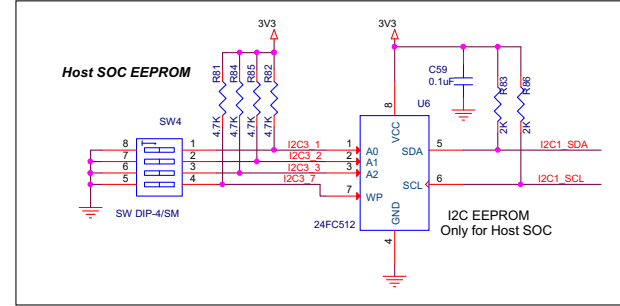 3V3
3V3
Host SOC EEPROM
R81
R84
R85
R82
4.7K
4.7K
4.7K
4.7K
C59
0.1uF
R83
R86
2K
2K
SW4
8
7
6
5
1
2
3
4
SW DIP-4/SM
I2C3_1
I2C3_2
I2C3_3
I2C3_7
1
2
3
7
U6
8
VCC
A0
A1
A2
WP
SDA
SCL
GND
4
5
6
24FC512
I2C1_SDA
I2C1_SCL
I2C EEPROM
Only for Host SOC